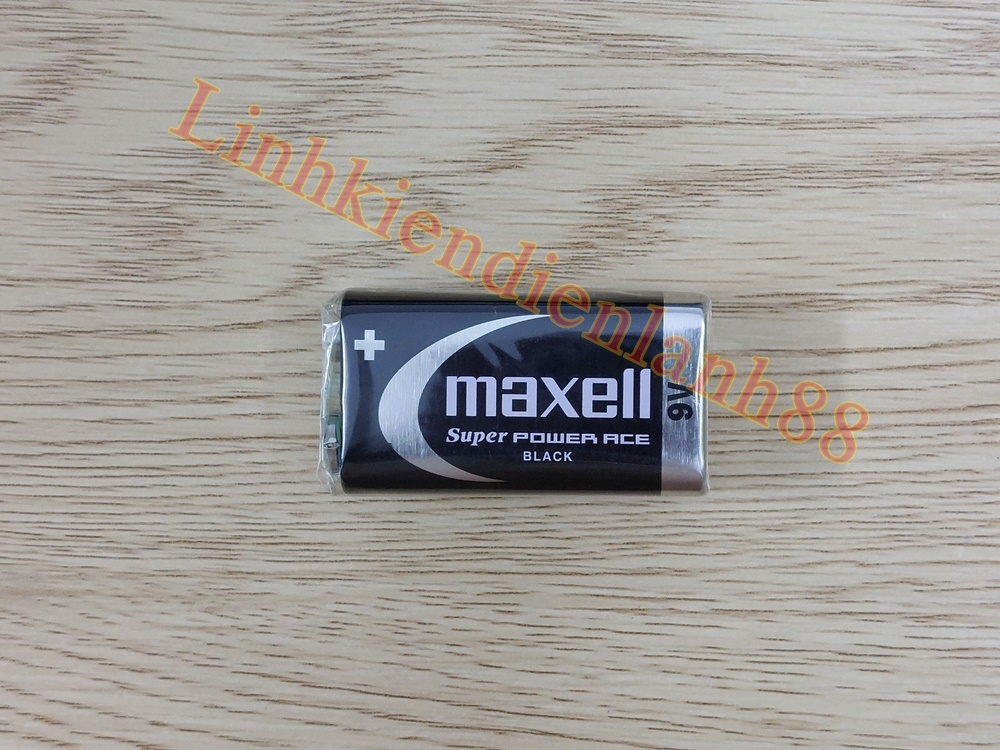 Linhkiendienlanh88
+
maxell
9V
Super POWER ACE
BLACK